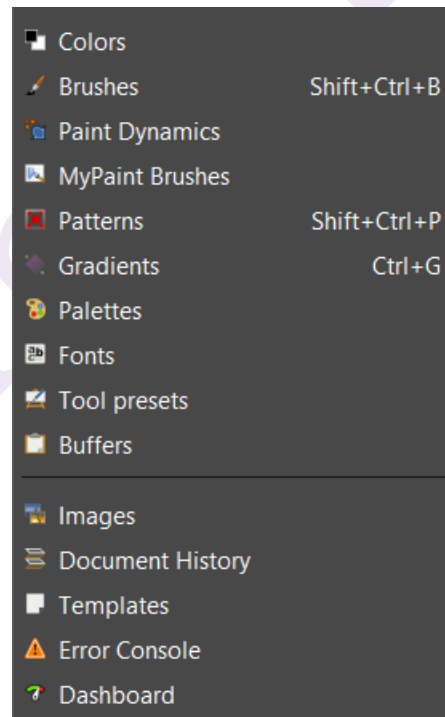 Colors
Brushes Shift+Ctrl+B
Paint Dynamics
MyPaint Brushes
Patterns Shift+Ctrl+P
Gradients Ctrl+G
Palettes
Fonts
Tool presets
Buffers
Images
Document History
Templates
Error Console
Dashboard